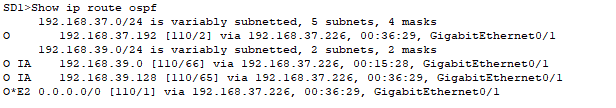 SD1>Show ip route ospf
192.168.37.0/24 is variably subnetted, 5 subnets, 4 masks
O 192.168.37.192 [110/2] via 192.168.37.226, 00:36:29, GigabitEthernet0/1
192.168.39.0/24 is variably subnetted, 2 subnets, 2 masks
O IA 192.168.39.0 [110/66] via 192.168.37.226, 00:15:28, GigabitEthernet0/1
O IA 192.168.39.128 [110/65] via 192.168.37.226, 00:36:29, GigabitEthernet0/1
O*E2 0.0.0.0/0 [110/1] via 192.168.37.226, 00:36:29, GigabitEthernet0/1